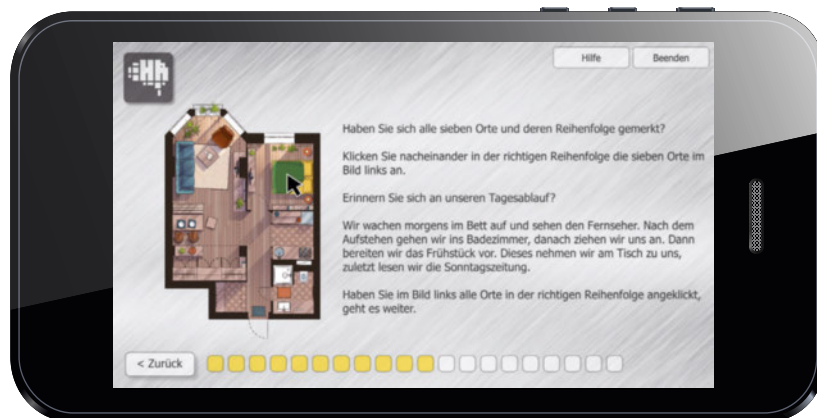 HR
Hilfe
Beenden
Haben Sie sich alle sieben Orte und deren Reihenfolge gemerkt?
Klicken Sie nacheinander in der richtigen Reihenfolge die sieben Orte im
Bild links an.
Erinnern Sie sich an unseren Tagesablauf?
Wir wachen morgens im Bett auf und sehen den Fernseher. Nach dem
Aufstehen gehen wir ins Badezimmer, danach ziehen wir uns an. Dann
bereiten wir das Frühstück vor. Dieses nehmen wir am Tisch zu uns,
zuletzt lesen wir die Sonntagszeitung.
Haben Sie im Bild links alle Orte in der richtigen Reihenfolge angeklickt,
geht es weiter.
< Zurück